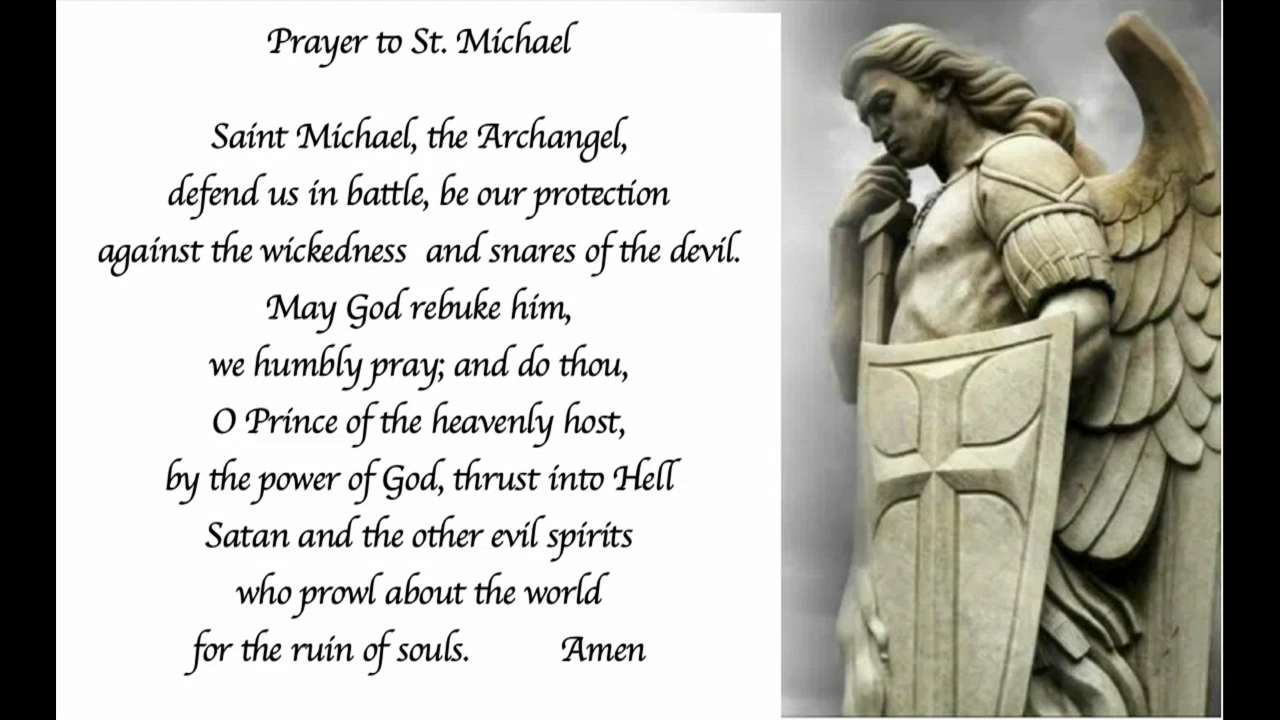 Prayer to St. Michael
Saint Michael, the Archangel,
defend us in battle, be our protection
against the wickedness and snares of the devil.
May God rebuke him,
we humbly pray; and do thou,
O Prince of the heavenly host,
by the power of God, thrust into Hell
Satan and the other evil spirits
who prowl about the world
for the ruin of souls. Amen